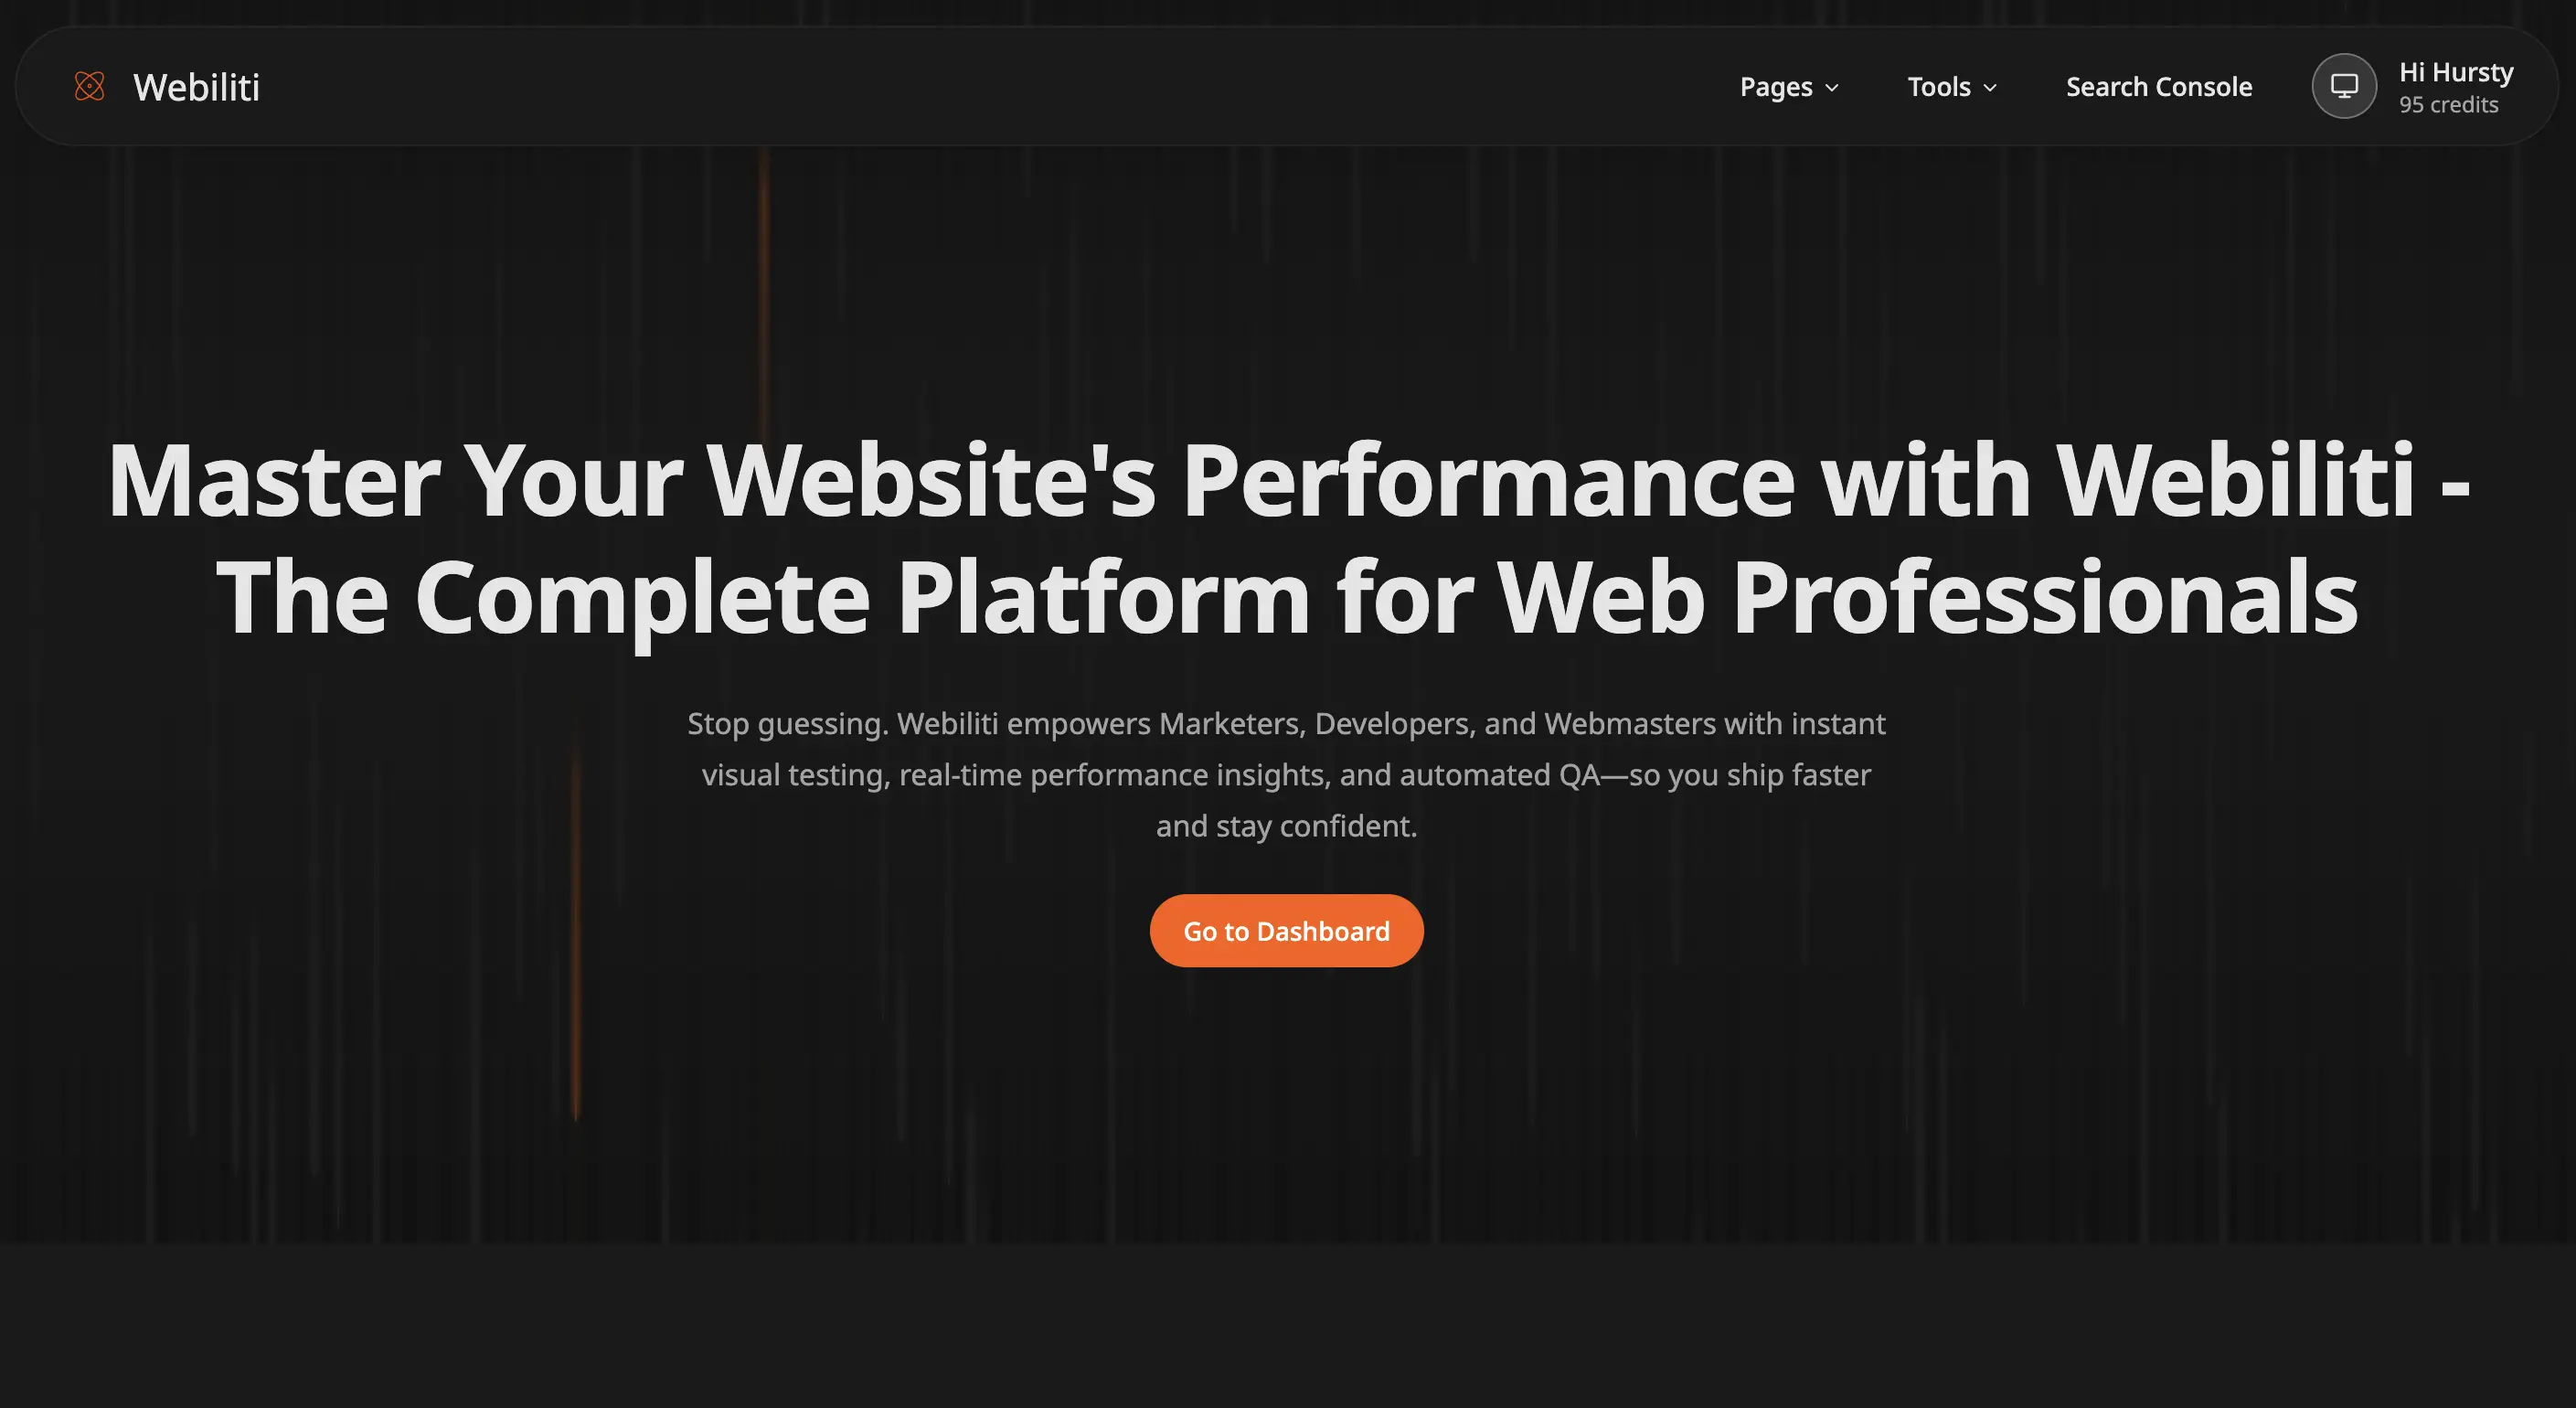 Webiliti
Pages
Tools
Search Console
Hi Hursty
95 credits
Master Your Website's Performance with Webiliti -
The Complete Platform for Web Professionals
Stop guessing. Webiliti empowers Marketers, Developers, and Webmasters with instant
visual testing, real-time performance insights, and automated QA—so you ship faster
and stay confident.
Go to Dashboard